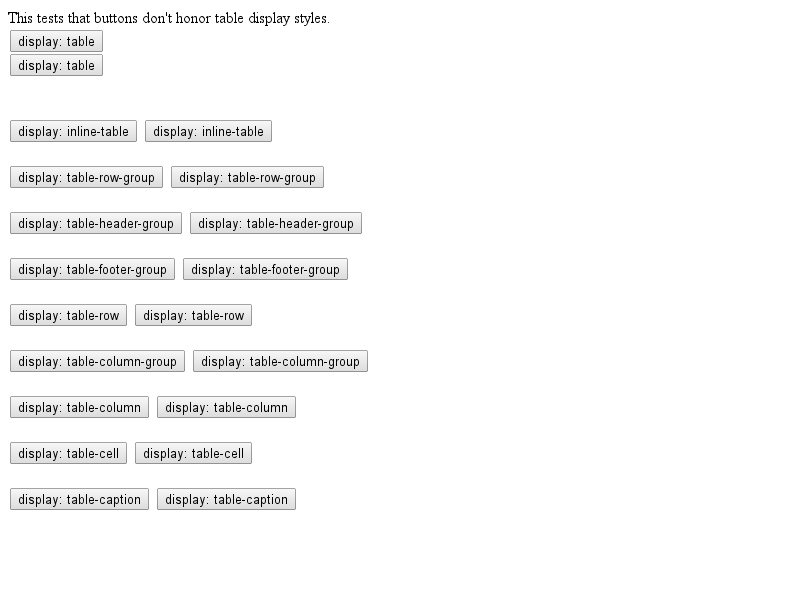 This tests that buttons don't honor table display styles.
display: table
display: table
display: inline-table display: inline-table
display: table-row-group display: table-row-group
display: table-header-group display: table-header-group
display: table-footer-group display: table-footer-group
display: table-row display: table-row
display: table-column-group display: table-column-group
display: table-column display: table-column
display: table-cell display: table-cell
display: table-caption display: table-caption